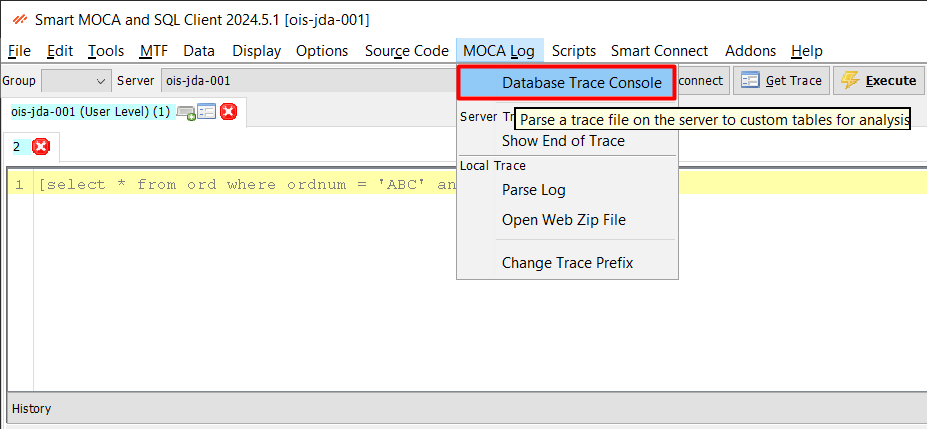 Smart MOCA and SQL Client 2024.5.1 [ois-jda-001]
File Edit Tools MTF Data Display Options Source Code MOCA Log Scripts Smart Connect Addons Help
Group Server ois-jda-001 connect Get Trace Execute
Database Trace Console
ois-jda-001 (User Level) (1)
Server Tr
Parse a trace file on the server to custom tables for analysis
Show End of Trace
2
Local Trace
1 [select * from ord where ordnum = 'ABC' an
Parse Log
Open Web Zip File
Change Trace Prefix
History